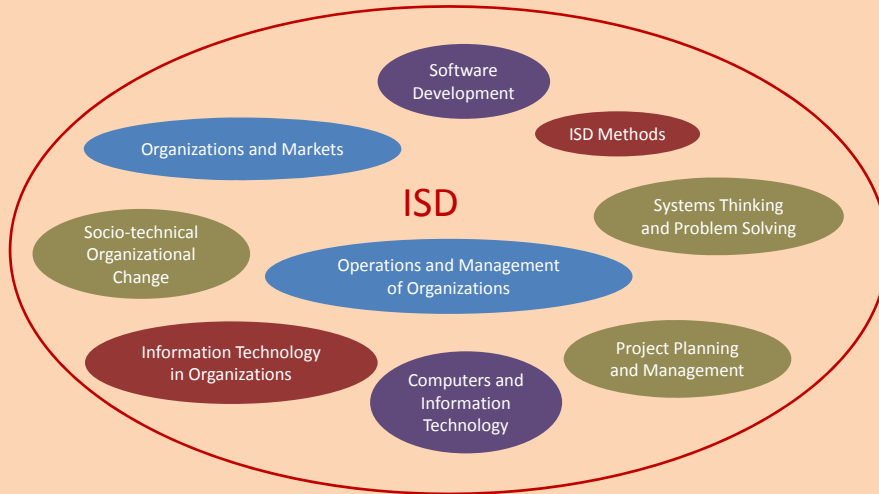 Software
Development
ISD Methods
Organizations and Markets
ISD
Systems Thinking
and Problem Solving
Socio-technical
Organizational
Change
Operations and Management
of Organizations
Information Technology
in Organizations
Project Planning
and Management
Computers and
Information
Technology